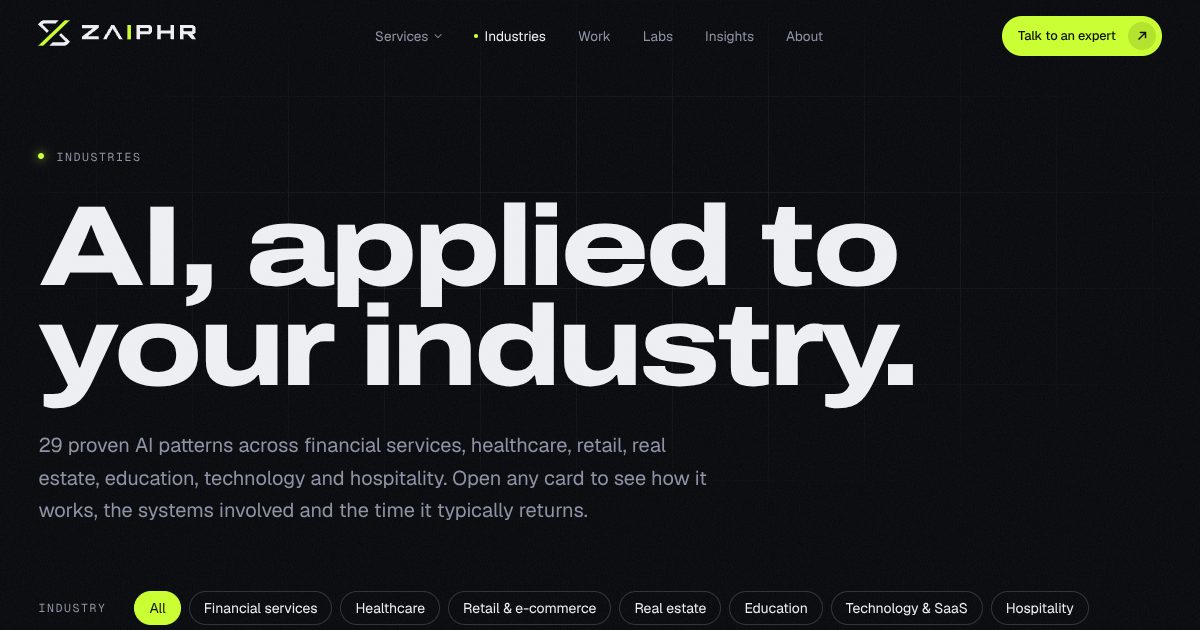 ZAIPHR
Services
Industries
Work
Labs
Insights
About
Talk to an expert
INDUSTRIES
AI, applied to
your industry.
29 proven AI patterns across financial services, healthcare, retail, real
estate, education, technology and hospitality. Open any card to see how it
works, the systems involved and the time it typically returns.
INDUSTRY
All
Financial services
Healthcare
Retail & e-commerce
Real estate
Education
Technology & SaaS
Hospitality